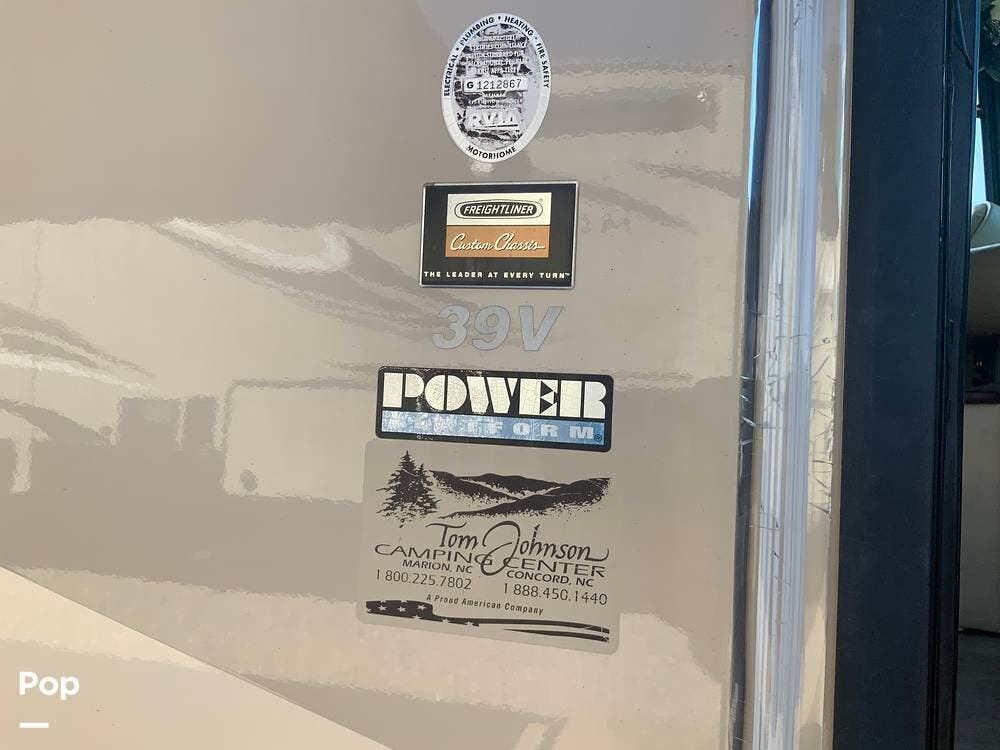 ELECTRICAL * PLUMBING * HEATING * FIRE SAFETY
G 1212867
RVIA
MOTORHOME
FREIGHTLINER
Custom Chassis
THE LEADER AT EVERY TURN™
39V
POWER
FORM®
Tom Johnson
CAMPING CENTER
MARION, NC CONCORD, NC
1 800.225.7802 1 888.450.1440
A Proud American Company
Pop